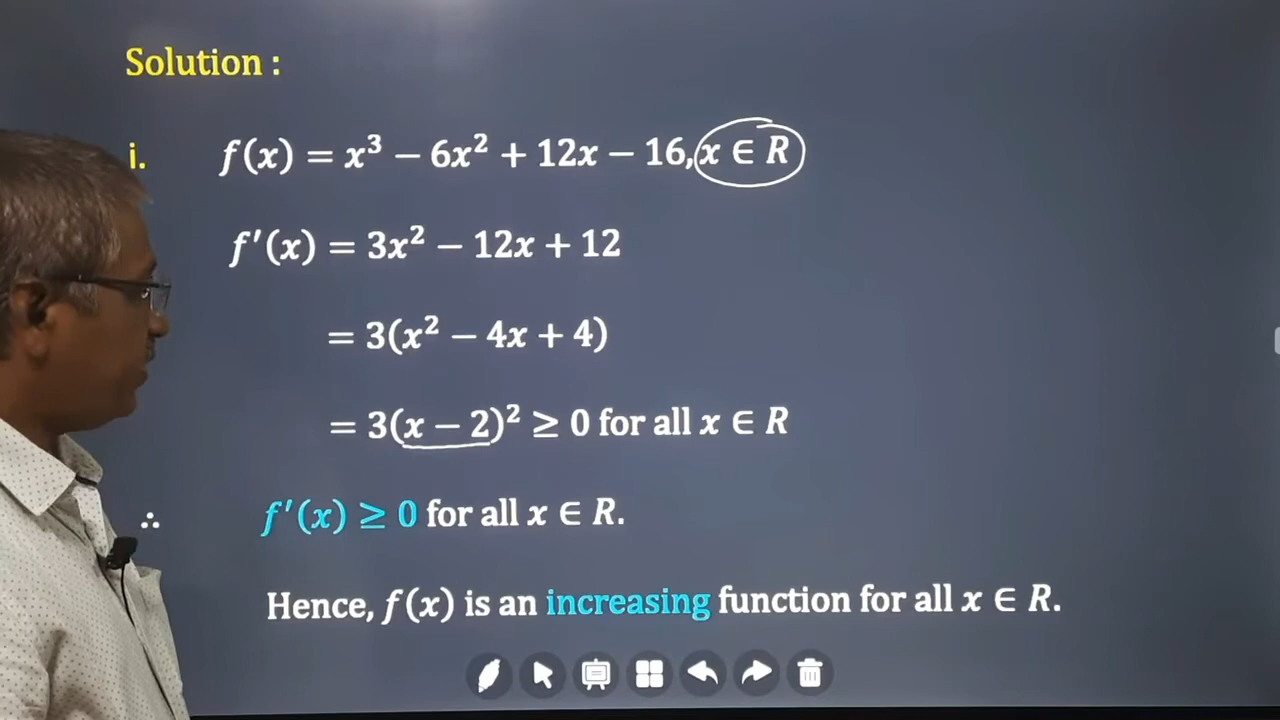 Solution :
i. f(x) = x³ − 6x² + 12x − 16, x ∈ R
f′(x) = 3x² − 12x + 12
= 3(x² − 4x + 4)
= 3(x − 2)² ≥ 0 for all x ∈ R
∴ f′(x) ≥ 0 for all x ∈ R.
Hence, f(x) is an increasing function for all x ∈ R.